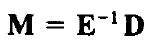 M = E⁻¹ D